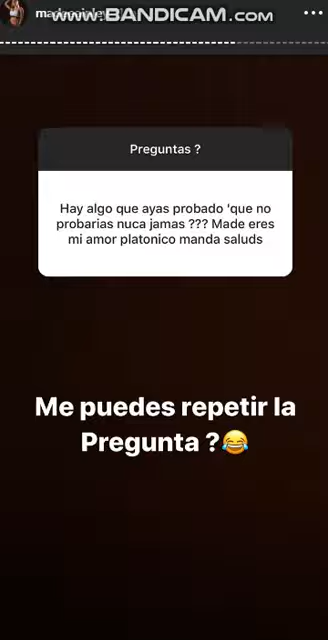 www.BANDICAM.com
Preguntas ?
Hay algo que ayas probado 'que no
probarias nuca jamas ??? Made eres
mi amor platonico manda saluds
Me puedes repetir la
Pregunta ?😂